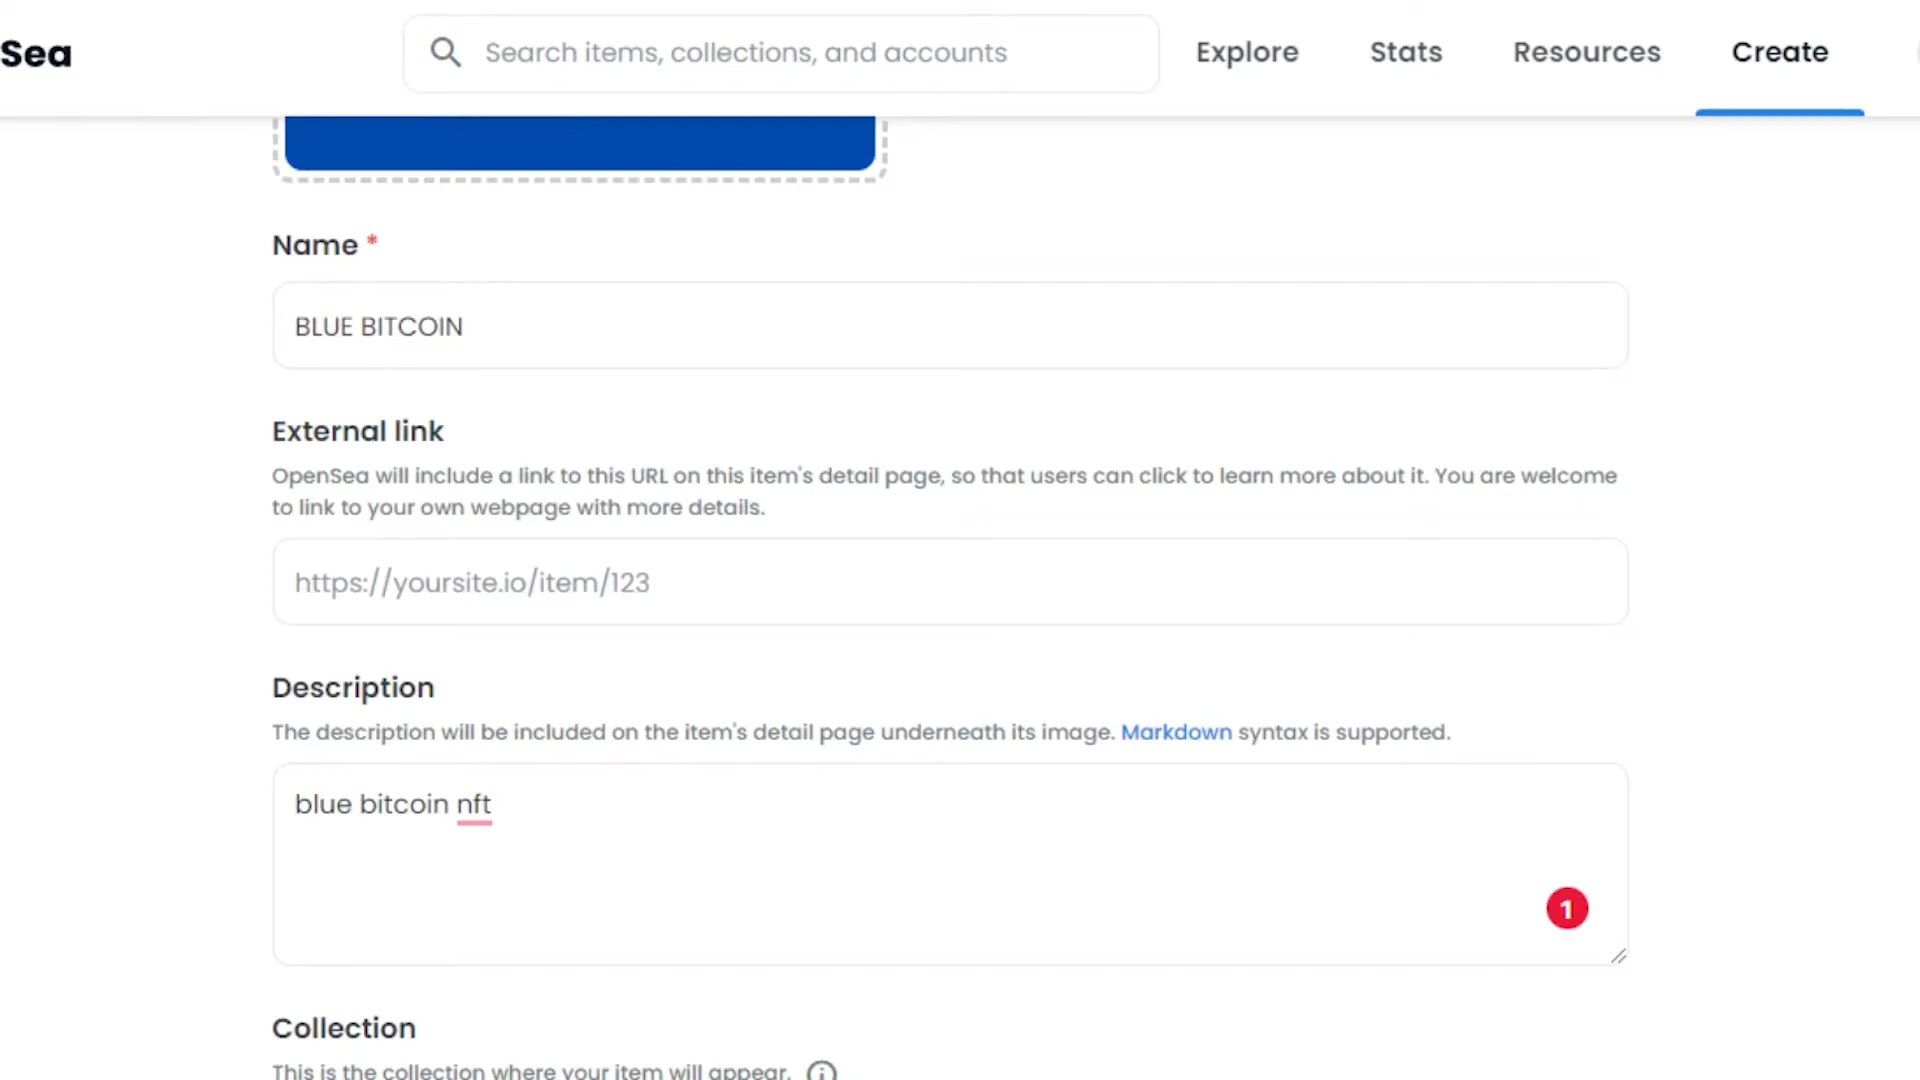 Sea
Search items, collections, and accounts
Explore
Stats
Resources
Create
Name *
BLUE BITCOIN
External link
OpenSea will include a link to this URL on this item's detail page, so that users can click to learn more about it. You are welcome
to link to your own webpage with more details.
https://yoursite.io/item/123
Description
The description will be included on the item's detail page underneath its image. Markdown syntax is supported.
blue bitcoin nft
1
Collection
This is the collection where your item will appear.